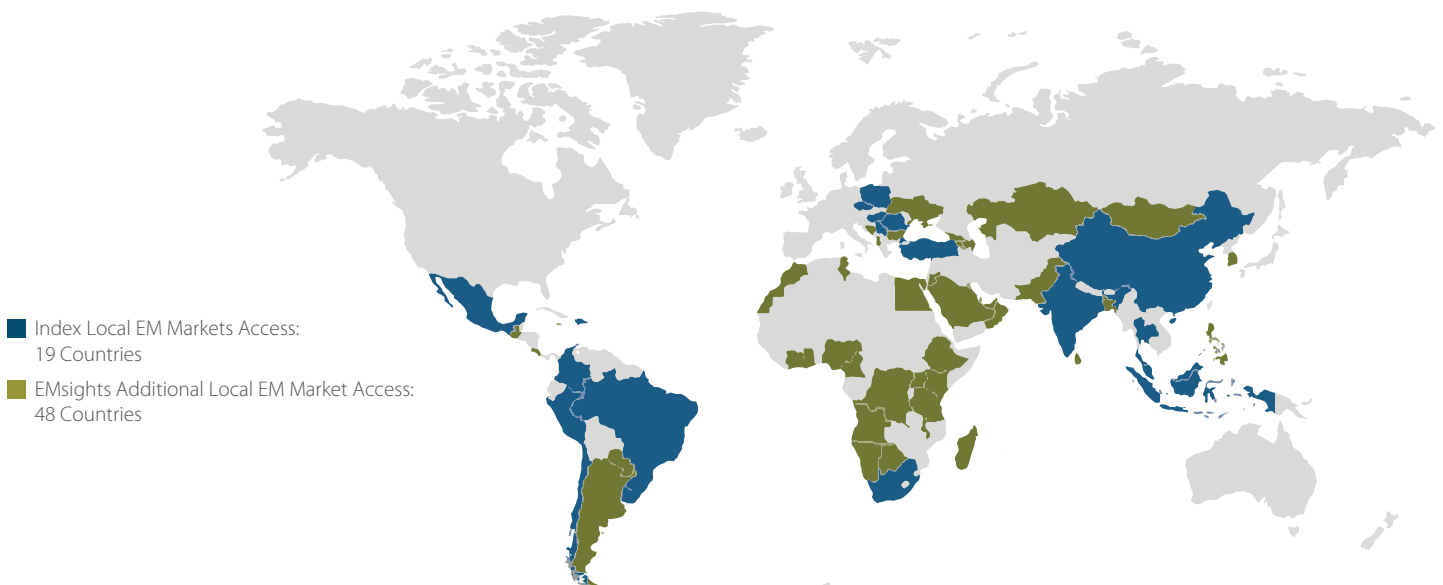 Index Local EM Markets Access:
19 Countries
EMsights Additional Local EM Market Access:
48 Countries